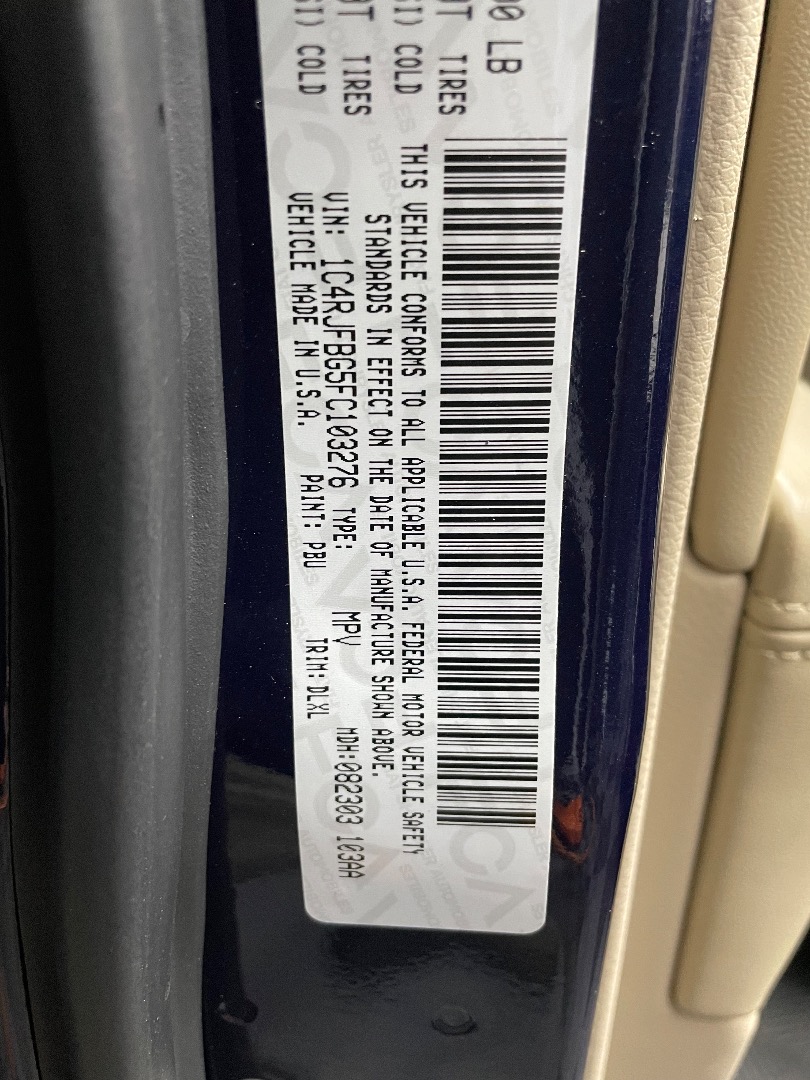 LB
TIRES
COLD
TIRES
COLD
THIS VEHICLE CONFORMS TO ALL APPLICABLE U.S.A. FEDERAL MOTOR VEHICLE SAFETY
STANDARDS IN EFFECT ON THE DATE OF MANUFACTURE SHOWN ABOVE.
VIN: 1C4RJFBG5FC103276 TYPE: MPV MDH:082303 103AA
VEHICLE MADE IN U.S.A. PAINT: PBU TRIM:DLXL